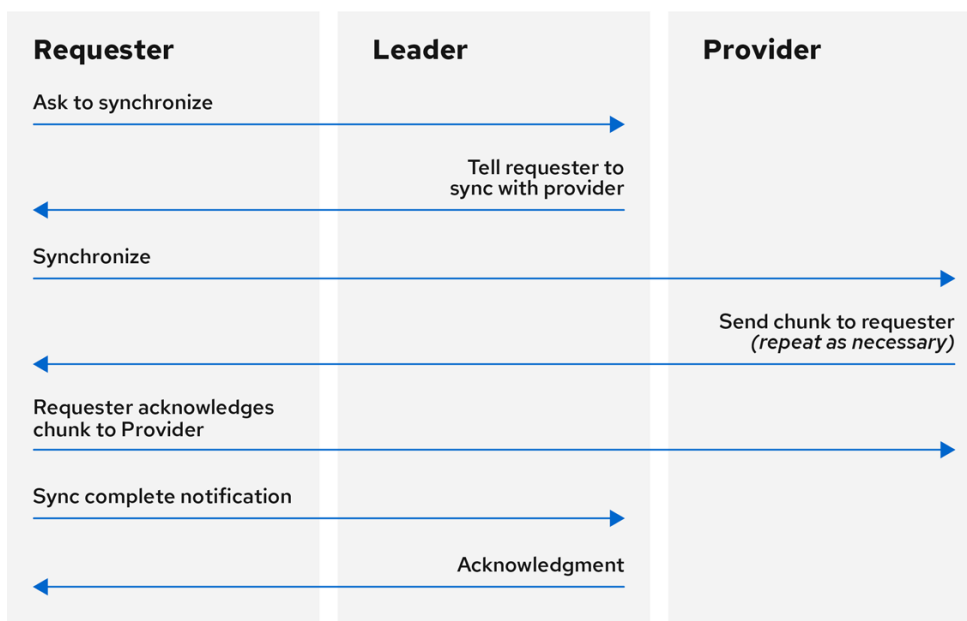 Requester
Leader
Provider
Ask to synchronize
Tell requester to
sync with provider
Synchronize
Send chunk to requester
(repeat as necessary)
Requester acknowledges
chunk to Provider
Sync complete notification
Acknowledgment